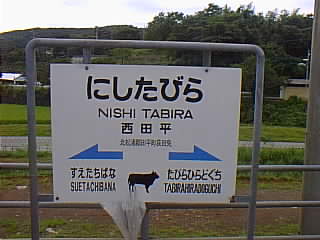 にしたびら
NISHI TABIRA
西田平
すえたちばな
SUETACHIBANA
たびらひらどぐち
TABIRAHIRADOGUCHI